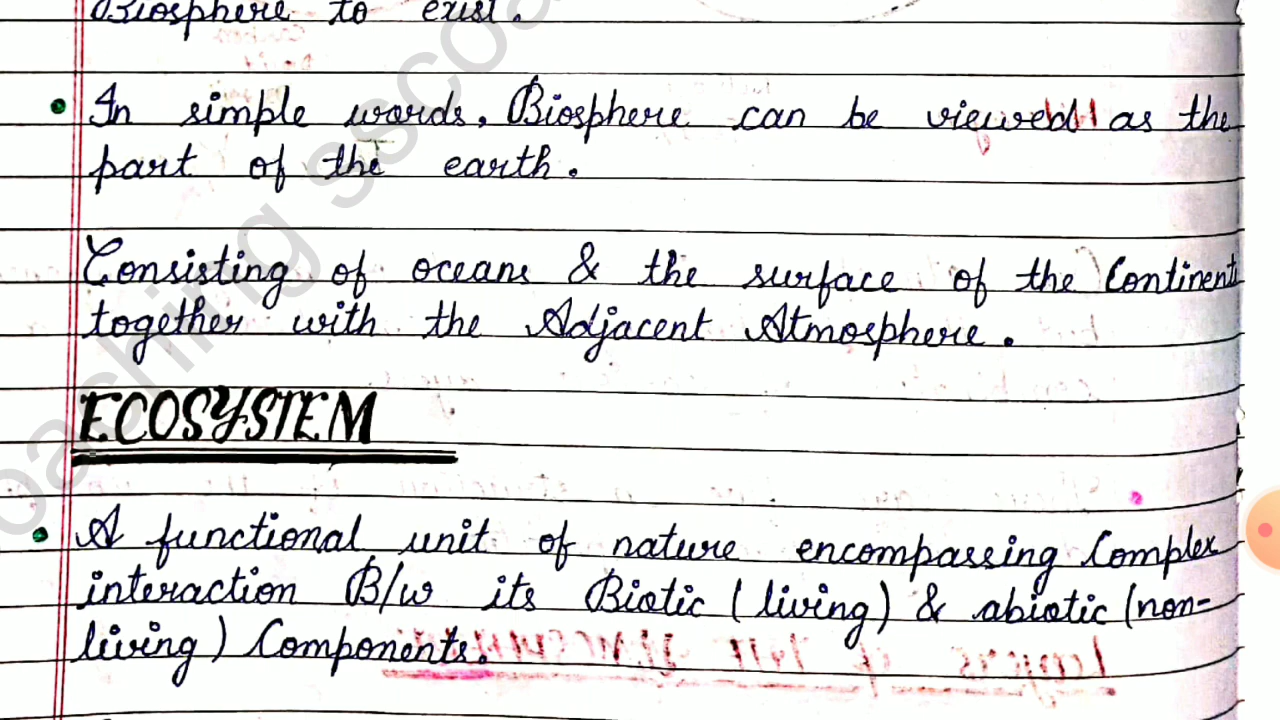 Biosphere to exist.
• In simple words, Biosphere can be viewed as the
part of the earth.
Consisting of oceans & the surface of the Continents
together with the Adjacent Atmosphere.
ECOSYSTEM
• A functional unit of nature encompassing Complex
interaction B/w its Biotic (living) & abiotic (non-
living) Components.